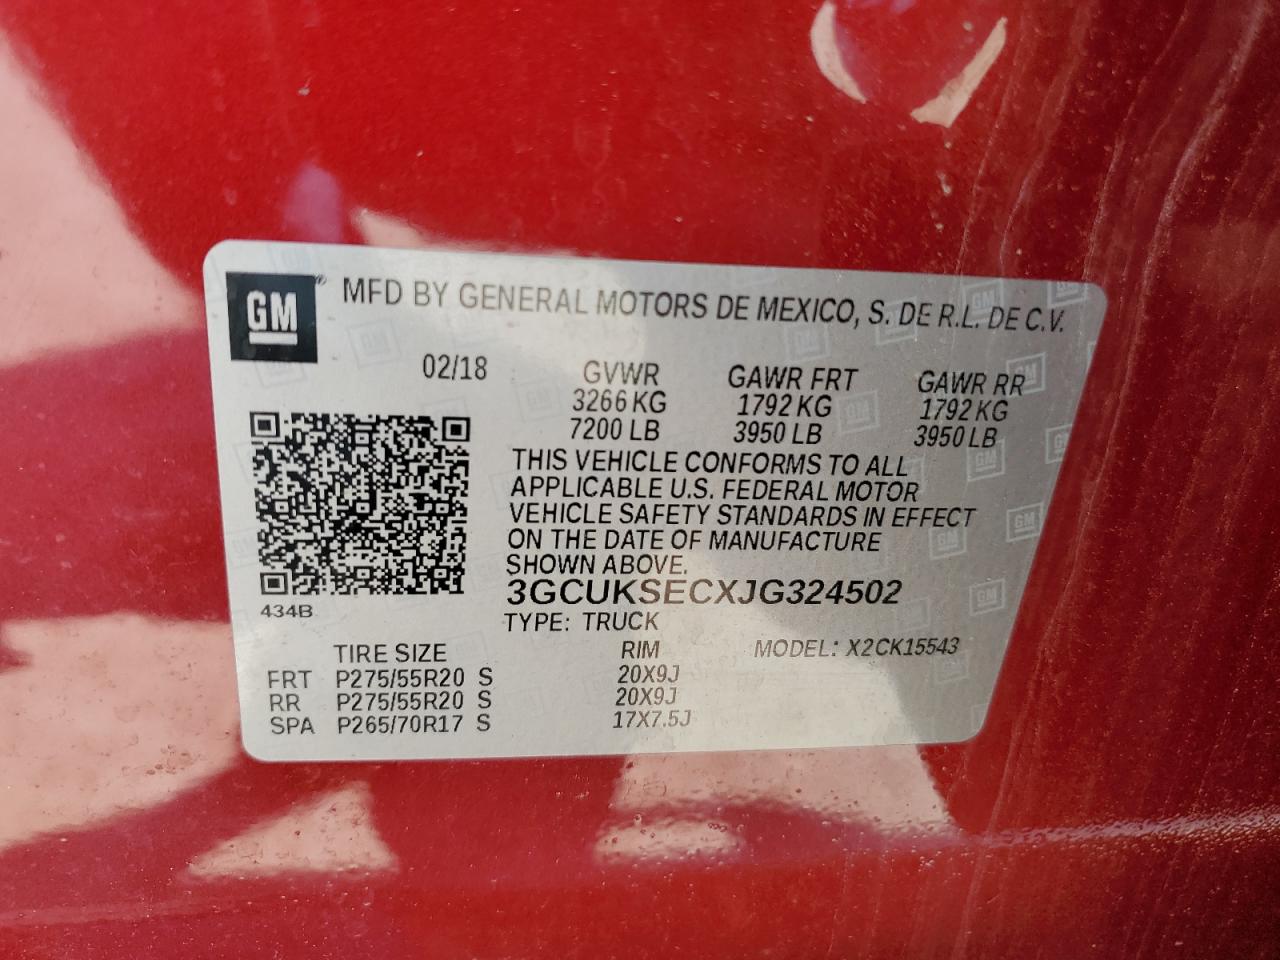 GM® MFD BY GENERAL MOTORS DE MEXICO, S. DE R.L. DE C.V.
02/18 GVWR GAWR FRT GAWR RR
3266 KG 1792 KG 1792 KG
7200 LB 3950 LB 3950 LB
THIS VEHICLE CONFORMS TO ALL
APPLICABLE U.S. FEDERAL MOTOR
VEHICLE SAFETY STANDARDS IN EFFECT
ON THE DATE OF MANUFACTURE
SHOWN ABOVE.
3GCUKSECXJG324502
434B
TYPE: TRUCK
TIRE SIZE RIM MODEL: X2CK15543
FRT P275/55R20 S 20X9J
RR P275/55R20 S 20X9J
SPA P265/70R17 S 17X7.5J